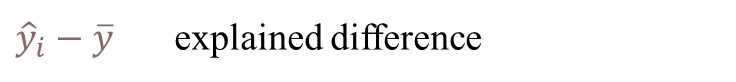 ŷᵢ − ȳ explained difference